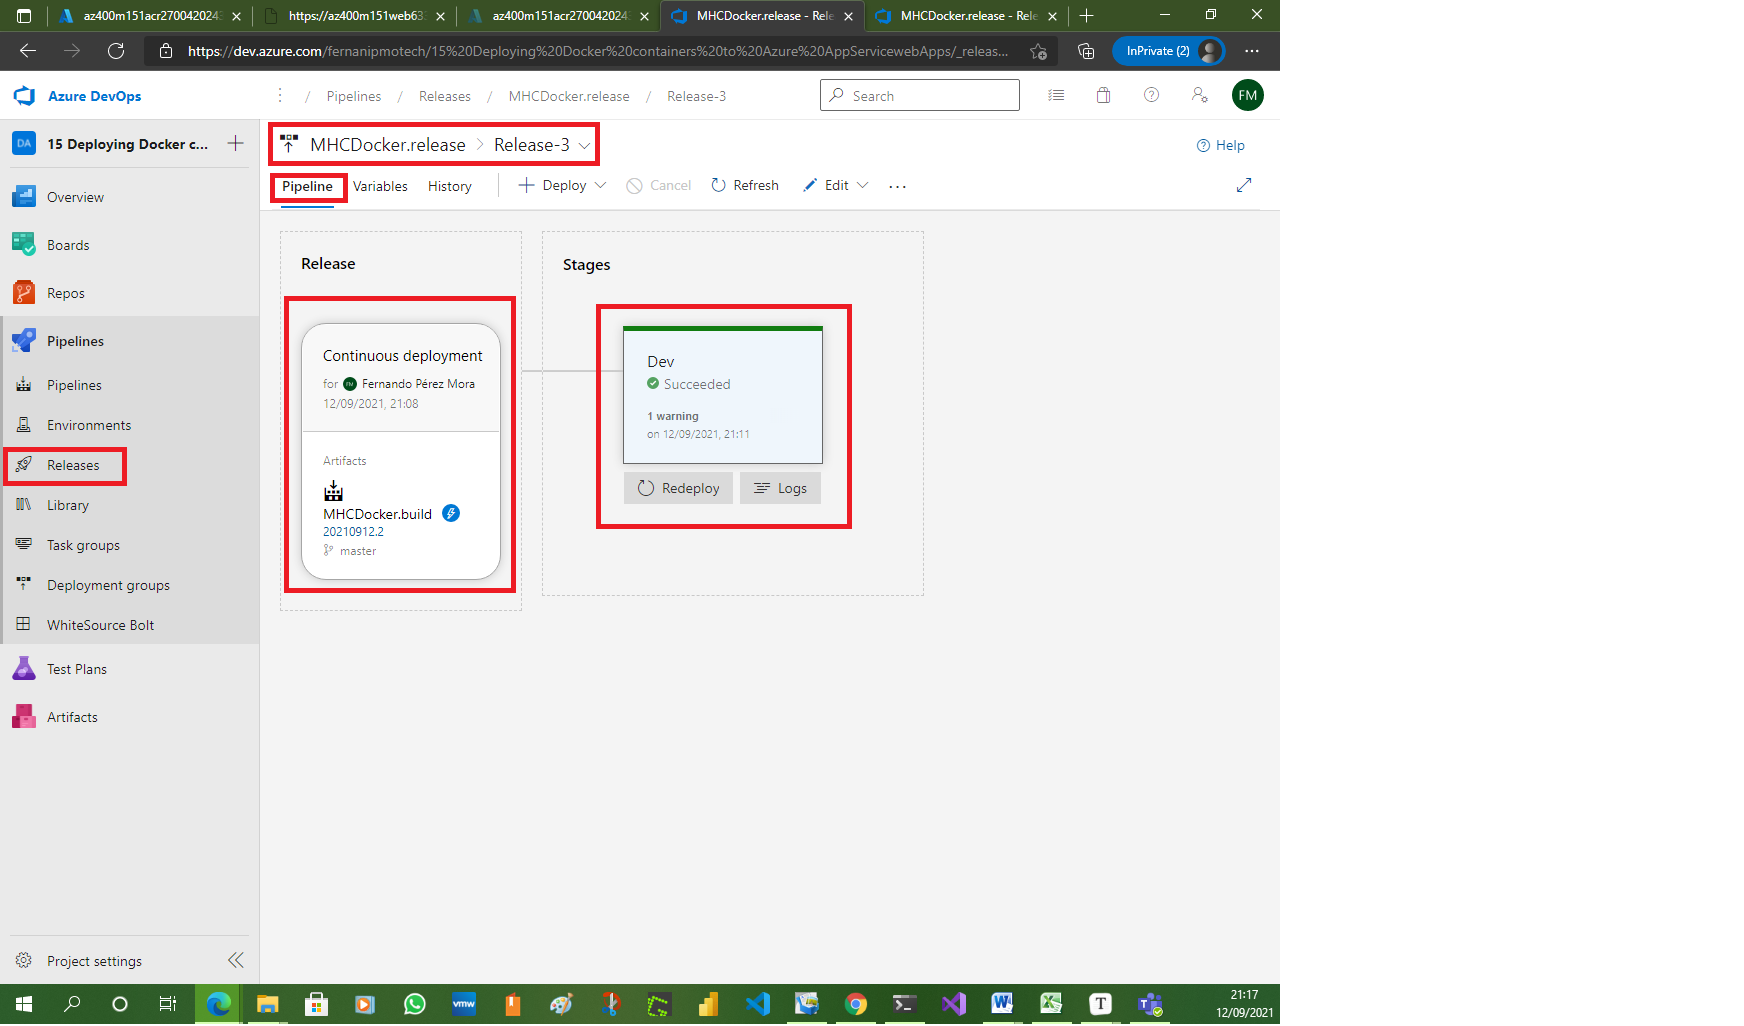 az400m151acr2700420243
https://az400m151web633
az400m151acr270042024
MHCDocker.release - Rele
MHCDocker.release - Rele
https://dev.azure.com/fernanipmotech/15%20Deploying%20Docker%20containers%20to%20Azure%20AppServicewebApps/_releas...
InPrivate (2)
Azure DevOps
/ Pipelines / Releases / MHCDocker.release / Release-3
Search
FM
DA 15 Deploying Docker c...
MHCDocker.release > Release-3
Help
Pipeline Variables History
Deploy Cancel Refresh Edit ...
Overview
Boards
Repos
Pipelines
Pipelines
Environments
Releases
Library
Task groups
Deployment groups
WhiteSource Bolt
Test Plans
Artifacts
Project settings
Release
Continuous deployment
for FM Fernando Pérez Mora
12/09/2021, 21:08
Artifacts
MHCDocker.build
20210912.2
master
Stages
Dev
Succeeded
1 warning
on 12/09/2021, 21:11
Redeploy
Logs
vmw
T
21:17
12/09/2021